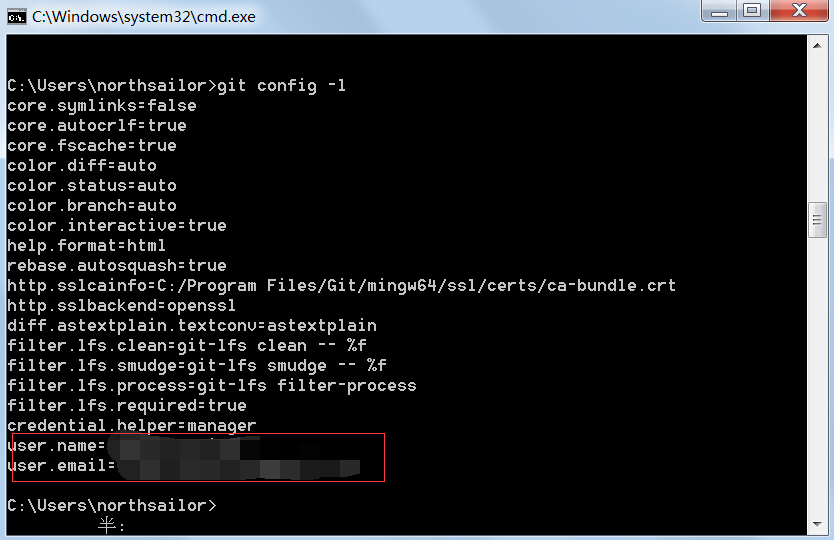 C:\Windows\system32\cmd.exe
C:\Users\northsailor>git config -l
core.symlinks=false
core.autocrlf=true
core.fscache=true
color.diff=auto
color.status=auto
color.branch=auto
color.interactive=true
help.format=html
rebase.autosquash=true
http.sslcainfo=C:/Program Files/Git/mingw64/ssl/certs/ca-bundle.crt
http.sslbackend=openssl
diff.astextplain.textconv=astextplain
filter.lfs.clean=git-lfs clean -- %f
filter.lfs.smudge=git-lfs smudge -- %f
filter.lfs.process=git-lfs filter-process
filter.lfs.required=true
credential.helper=manager
user.name=
user.email=
C:\Users\northsailor>
半: